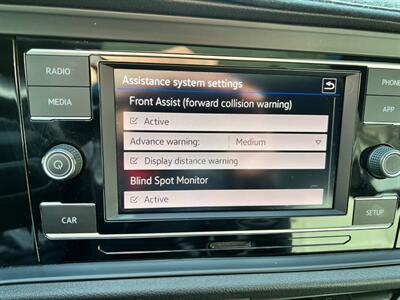 RADIO
MEDIA
CAR
Assistance system settings
Front Assist (forward collision warning)
Active
Advance warning: Medium
Display distance warning
Blind Spot Monitor
Active
PHONE
APP
SETUP